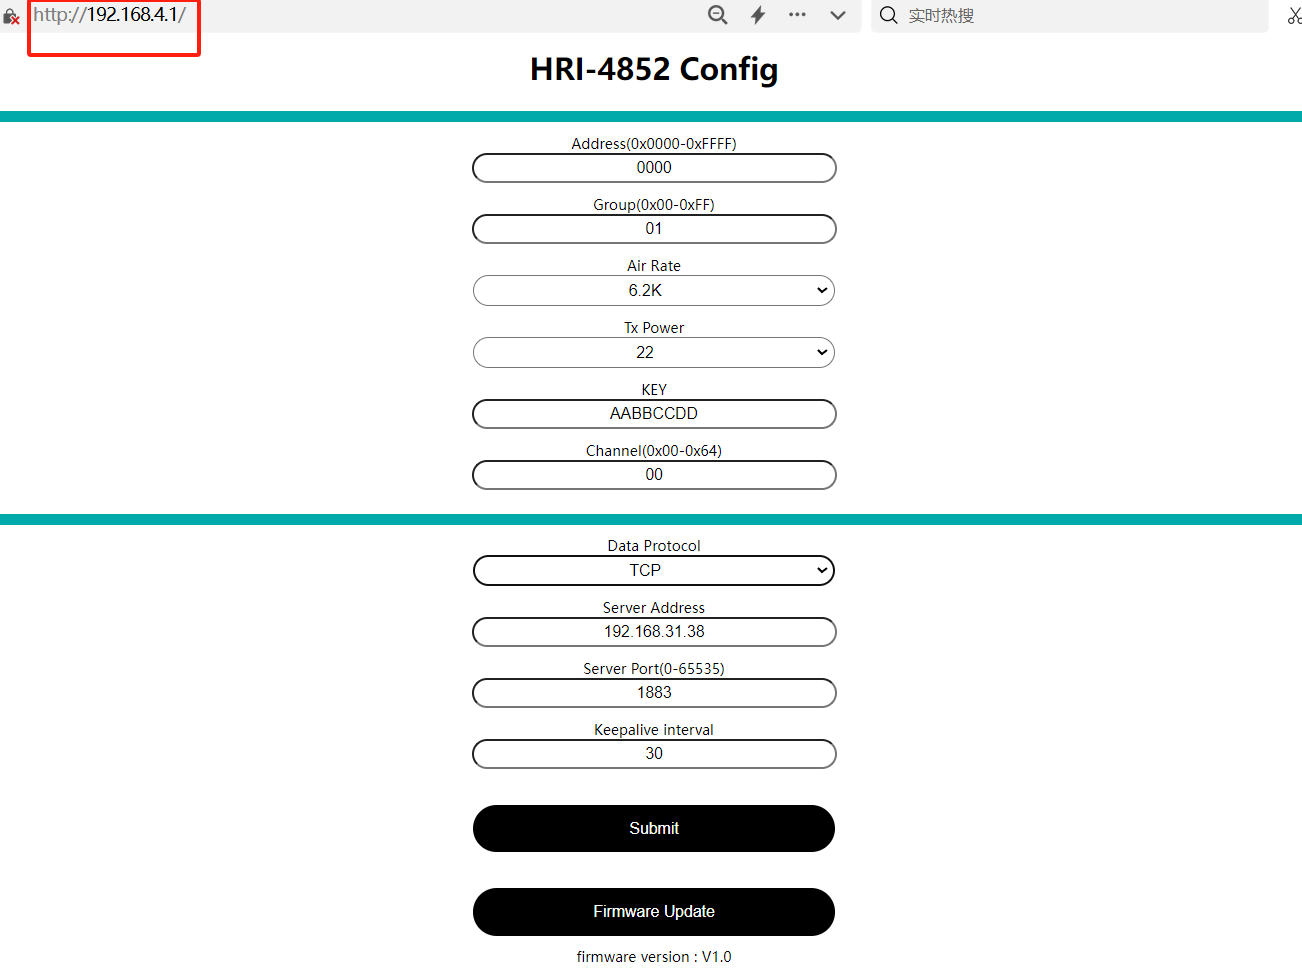 http://192.168.4.1/
实时热搜
HRI-4852 Config
Address(0x0000-0xFFFF)
0000
Group(0x00-0xFF)
01
Air Rate
6.2K
Tx Power
22
KEY
AABBCCDD
Channel(0x00-0x64)
00
Data Protocol
TCP
Server Address
192.168.31.38
Server Port(0-65535)
1883
Keepalive interval
30
Submit
Firmware Update
firmware version : V1.0